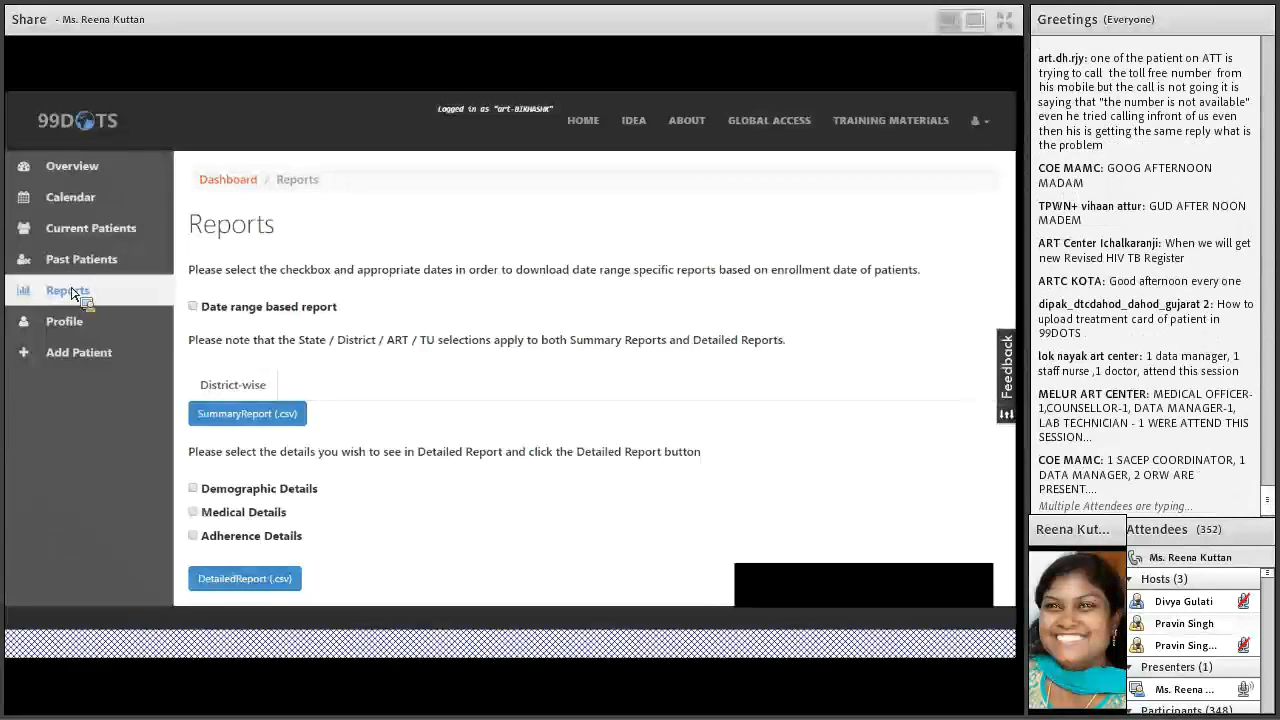 Share - Ms. Reena Kuttan
Logged in as "art-BIKHASHK"
99DOTS
HOME IDEA ABOUT GLOBAL ACCESS TRAINING MATERIALS
Overview
Calendar
Current Patients
Past Patients
Reports
Profile
Add Patient
Dashboard / Reports
Reports
Please select the checkbox and appropriate dates in order to download date range specific reports based on enrollment date of patients.
Date range based report
Please note that the State / District / ART / TU selections apply to both Summary Reports and Detailed Reports.
District-wise
SummaryReport (.csv)
Please select the details you wish to see in Detailed Report and click the Detailed Report button
Demographic Details
Medical Details
Adherence Details
DetailedReport (.csv)
Feedback
Greetings (Everyone)
art.dh.rjy: one of the patient on ATT is
trying to call the toll free number from
his mobile but the call is not going it is
saying that "the number is not available"
even he tried calling infront of us even
then his is getting the same reply what is
the problem
COE MAMC: GOOG AFTERNOON
MADAM
TPWN+ vihaan attur: GUD AFTER NOON
MADEM
ART Center Ichalkaranji: When we will get
new Revised HIV TB Register
ARTC KOTA: Good afternoon every one
dipak_dtcdahod_dahod_gujarat 2: How to
upload treatment card of patient in
99DOTS
lok nayak art center: 1 data manager, 1
staff nurse ,1 doctor, attend this session
MELUR ART CENTER: MEDICAL OFFICER-
1,COUNSELLOR-1, DATA MANAGER-1,
LAB TECHNICIAN - 1 WERE ATTEND THIS
SESSION...
COE MAMC: 1 SACEP COORDINATOR, 1
DATA MANAGER, 2 ORW ARE
PRESENT....
Multiple Attendees are typing...
Reena Kut...
Attendees (352)
Ms. Reena Kuttan
Hosts (3)
Divya Gulati
Pravin Singh
Pravin Sing...
Presenters (1)
Ms. Reena ...
Participants (348)